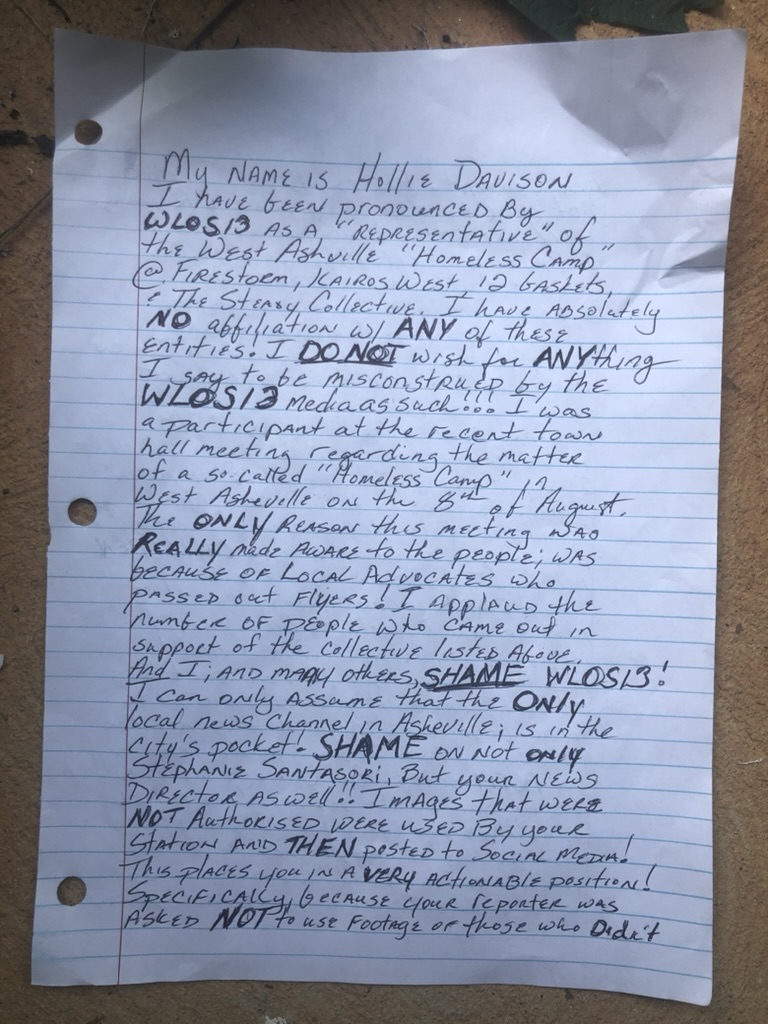 My NAME is Hollie DAVISON
I HAVE been pronounced By
WLOS13 AS A "REPRESENTATIVE" of
the West Ashville "Homeless Camp"
@ Firestorm, Kairos West, 12 Baskets,
& The Steady Collective. I have Absolutely
NO affiliation w/ ANY of these
entities. I DO NOT wish for ANYthing
I say to be misconstrued by the
WLOS13 Media as such!!! I was
a participant at the recent town
hall meeting regarding the matter
of a so-called "Homeless Camp" in
West Asheville on the 8th of August.
The ONLY Reason this meeting was
REALLY made AWARE to the people; was
because of Local Advocates who
passed out Flyers! I Applaud the
number of people who came out in
support of the collective listed Above.
And I; and many others, SHAME WLOS13!
I can only Assume that the ONLY
local news Channel in Asheville; is in the
city's pocket! SHAME on not only
Stephanie Santasori, But your News
Director, as well!! Images that were
NOT Authorised were used By your
Station AND THEN posted to Social Media!
This places you in A VERY Actionable position!
Specifically, because your reporter was
ASKED NOT to use Footage of those who Didn't